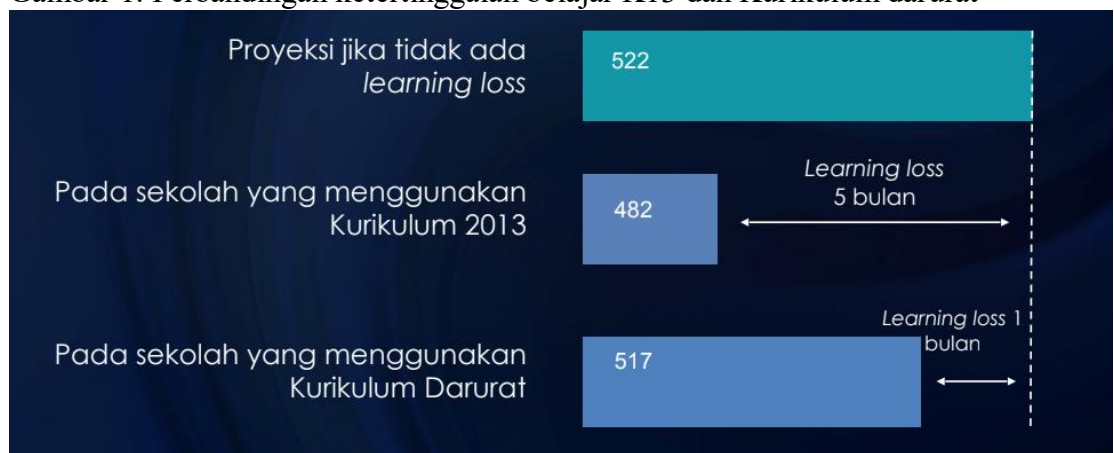 Gambar 1. Perbandingan ketertinggalan belajar K13 dan Kurikulum darurat
Proyeksi jika tidak ada
learning loss
522
Pada sekolah yang menggunakan
Kurikulum 2013
482
Learning loss
5 bulan
Pada sekolah yang menggunakan
Kurikulum Darurat
517
Learning loss 1
bulan